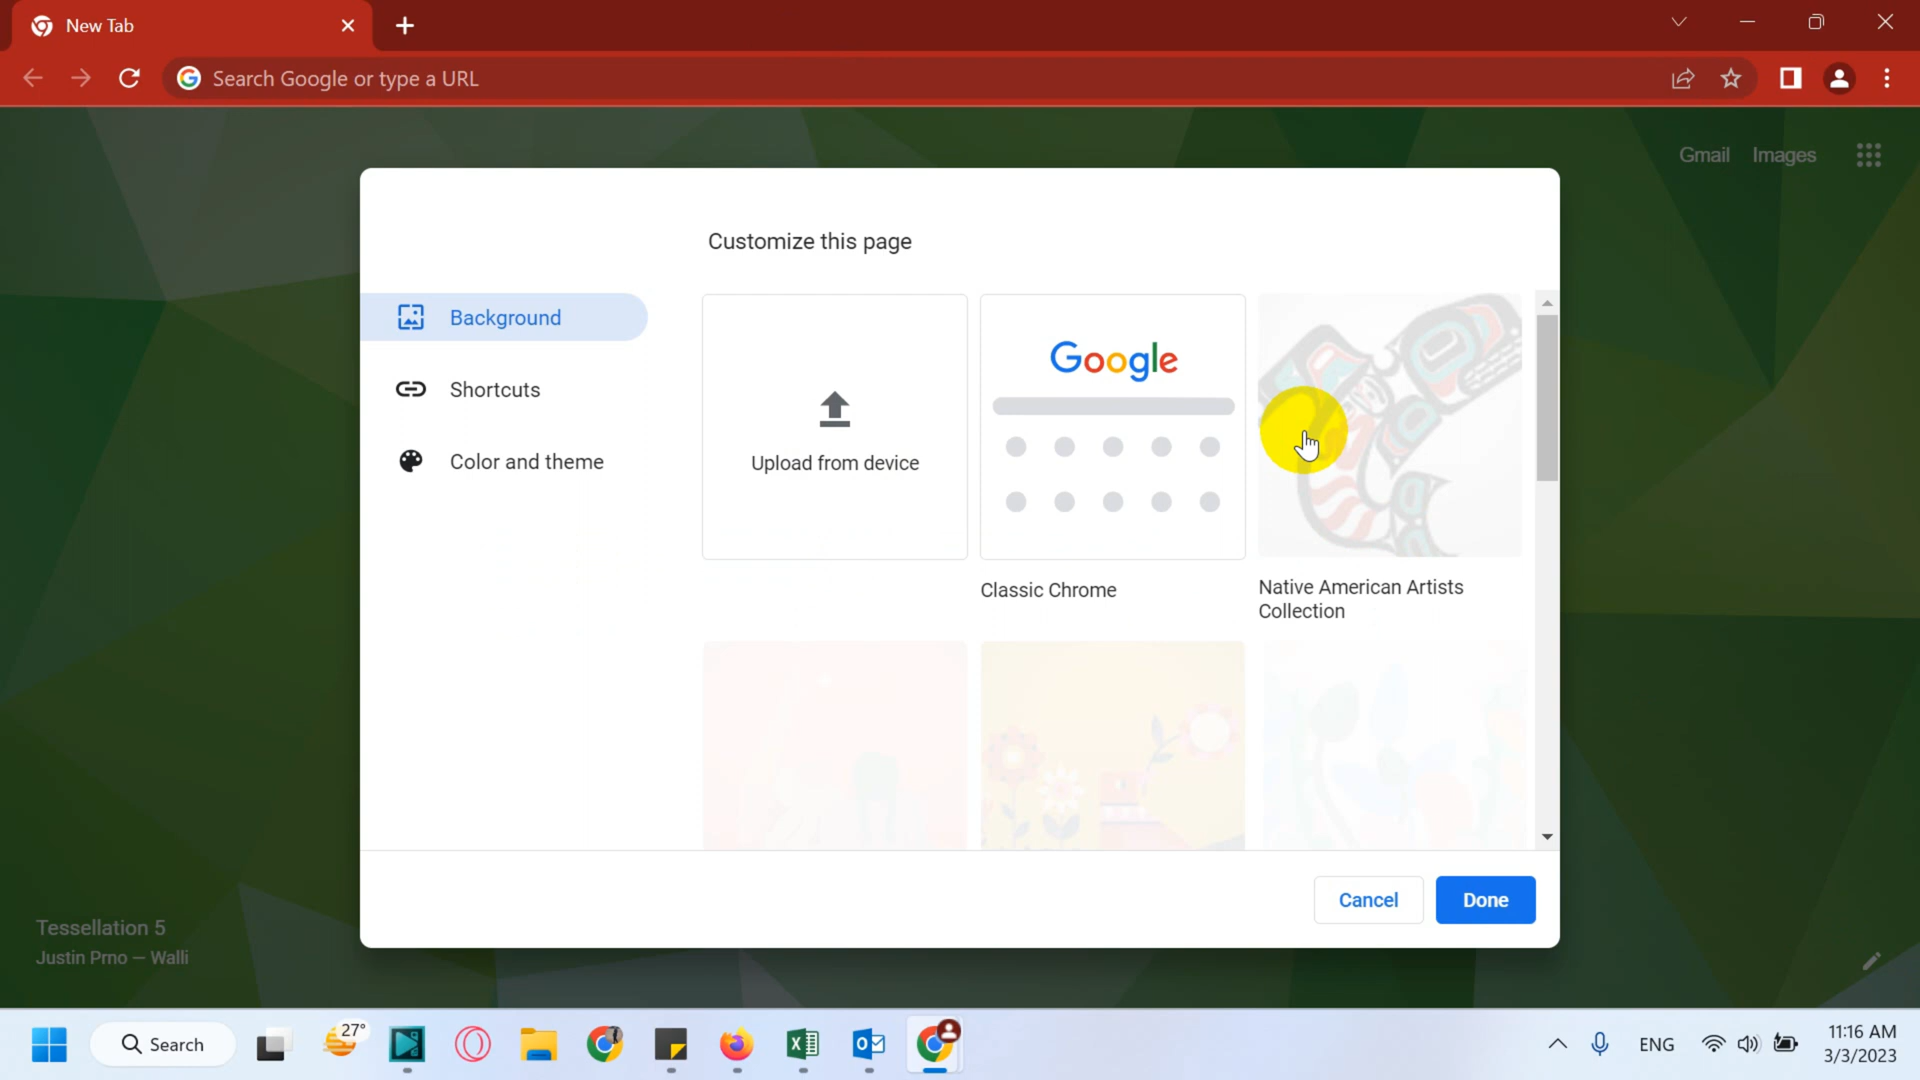 New Tab
Search Google or type a URL
Gmail Images
Customize this page
Background
Shortcuts
Color and theme
Upload from device
Google
Classic Chrome
Native American Artists
Collection
Cancel
Done
Tessellation 5
Justin Prno — Walli
Search
27°
ENG
11:16 AM
3/3/2023